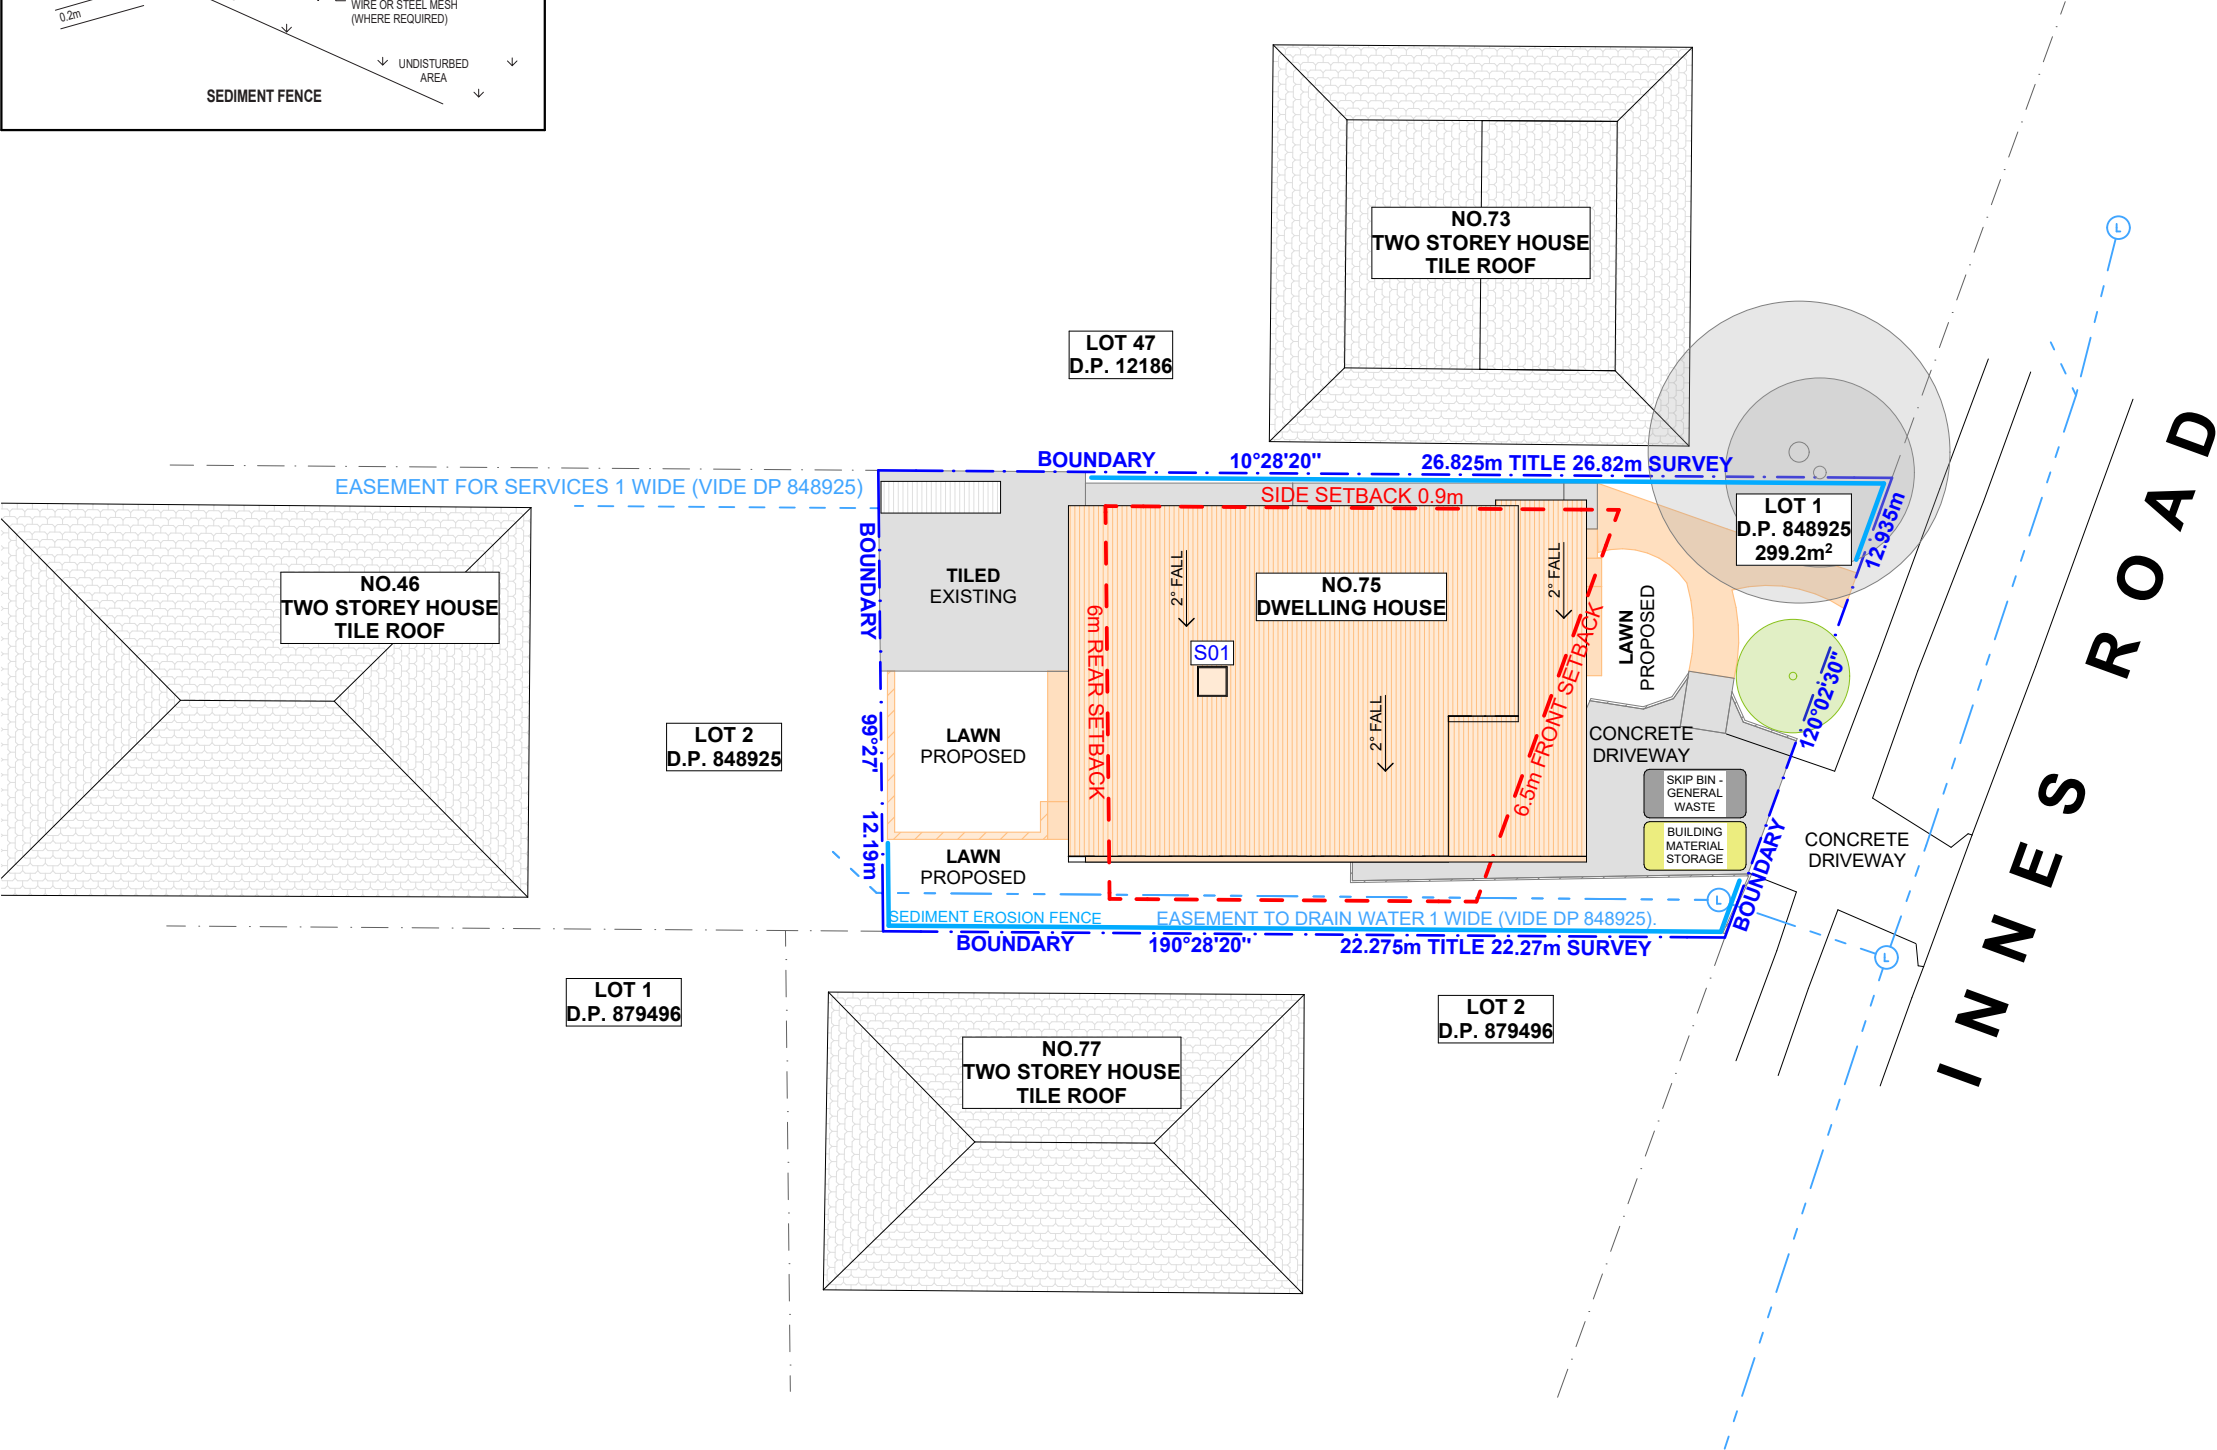 WIRE OR STEEL MESH
(WHERE REQUIRED)
0.2m
UNDISTURBED
AREA
SEDIMENT FENCE
NO.73
TWO STOREY HOUSE
TILE ROOF
L
LOT 47
D.P. 12186
BOUNDARY
10°28'20"
26.825m TITLE 26.82m SURVEY
EASEMENT FOR SERVICES 1 WIDE (VIDE DP 848925)
SIDE SETBACK 0.9m
LOT 1
D.P. 848925
299.2m²
12.935m
BOUNDARY
TILED
EXISTING
2° FALL
NO.75
DWELLING HOUSE
2° FALL
NO.46
TWO STOREY HOUSE
TILE ROOF
6m REAR SETBACK
S01
LAWN
PROPOSED
120°02'30"
6.5m FRONT SETBACK
2° FALL
99°27'
LOT 2
D.P. 848925
LAWN
PROPOSED
CONCRETE
DRIVEWAY
SKIP BIN -
GENERAL
WASTE
BUILDING
MATERIAL
STORAGE
CONCRETE
DRIVEWAY
12.19m
LAWN
PROPOSED
BOUNDARY
L
SEDIMENT EROSION FENCE
EASEMENT TO DRAIN WATER 1 WIDE (VIDE DP 848925).
BOUNDARY
190°28'20"
22.275m TITLE 22.27m SURVEY
L
INNES ROAD
LOT 1
D.P. 879496
LOT 2
D.P. 879496
NO.77
TWO STOREY HOUSE
TILE ROOF